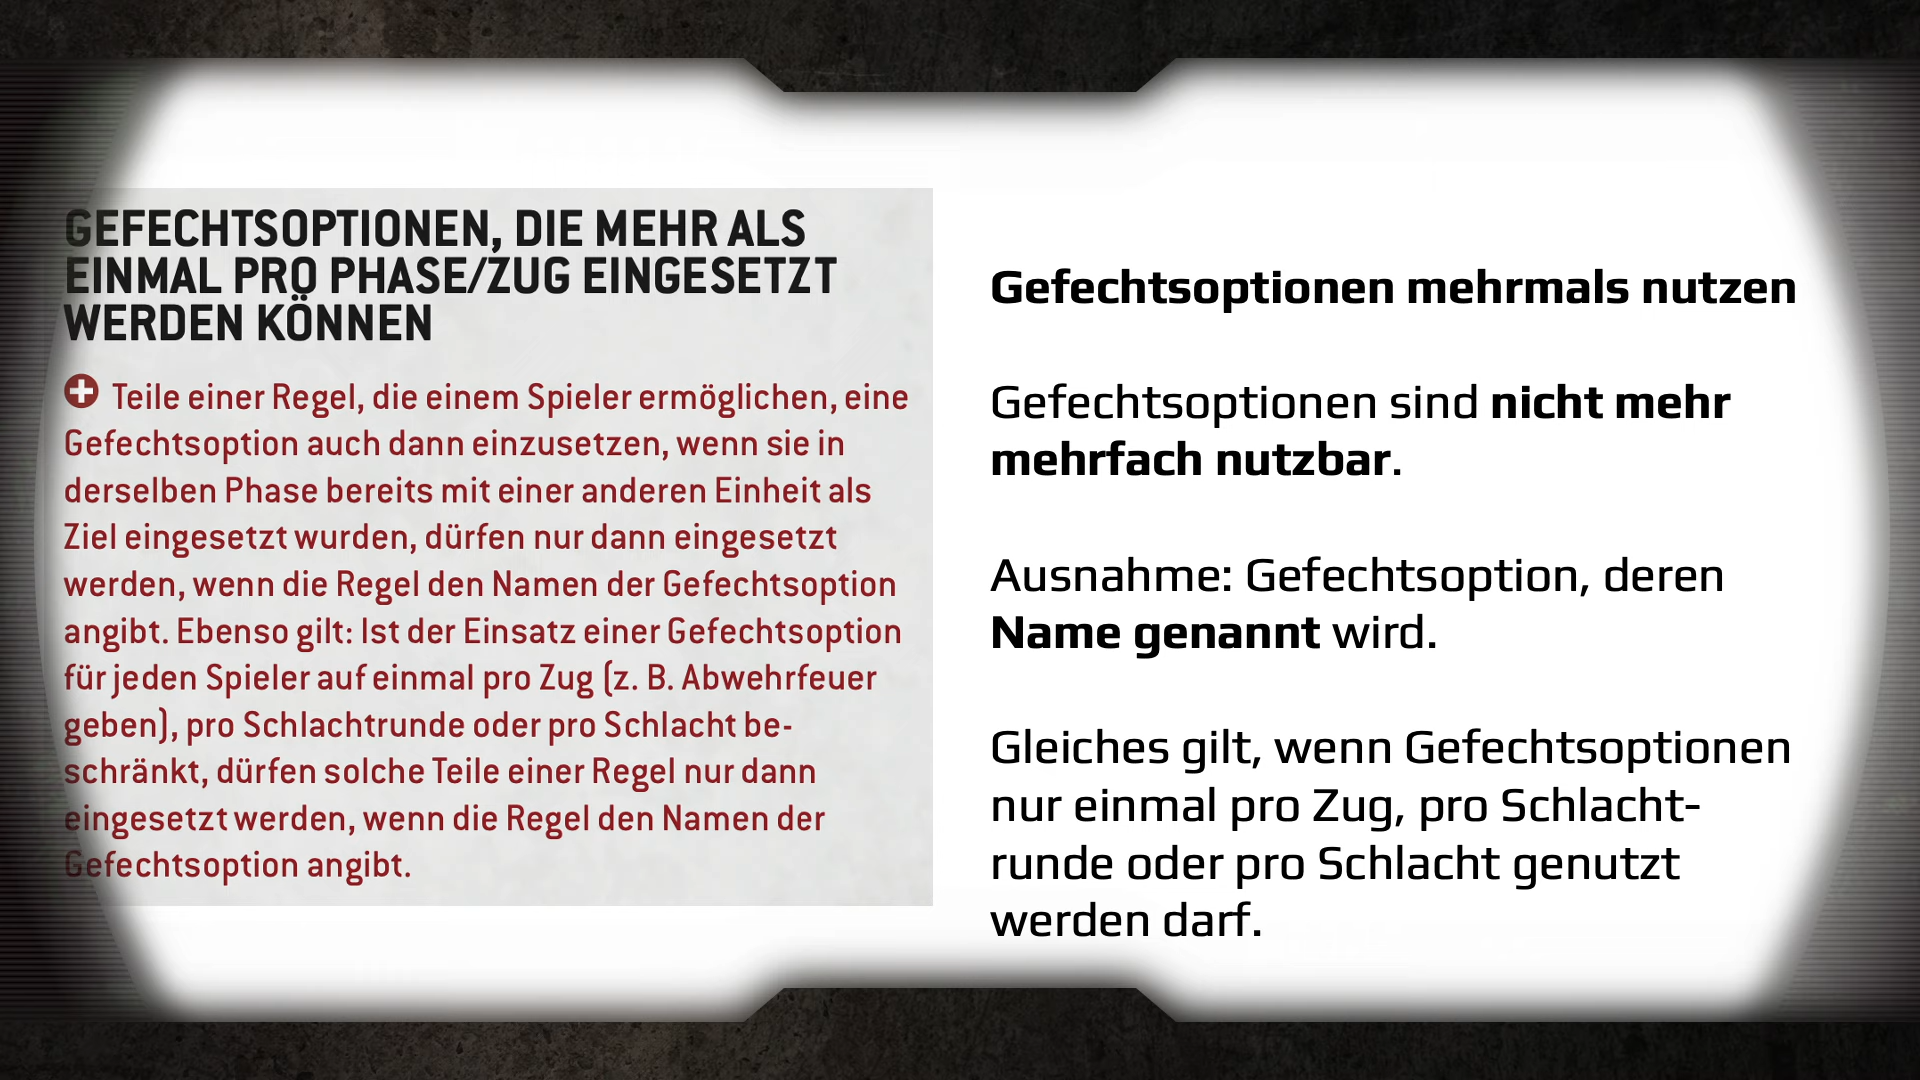 GEFECHTSOPTIONEN, DIE MEHR ALS
EINMAL PRO PHASE/ZUG EINGESETZT
WERDEN KÖNNEN
Teile einer Regel, die einem Spieler ermöglichen, eine
Gefechtsoption auch dann einzusetzen, wenn sie in
derselben Phase bereits mit einer anderen Einheit als
Ziel eingesetzt wurden, dürfen nur dann eingesetzt
werden, wenn die Regel den Namen der Gefechtsoption
angibt. Ebenso gilt: Ist der Einsatz einer Gefechtsoption
für jeden Spieler auf einmal pro Zug (z. B. Abwehrfeuer
geben), pro Schlachtrunde oder pro Schlacht be-
schränkt, dürfen solche Teile einer Regel nur dann
eingesetzt werden, wenn die Regel den Namen der
Gefechtsoption angibt.
Gefechtsoptionen mehrmals nutzen
Gefechtsoptionen sind nicht mehr
mehrfach nutzbar.
Ausnahme: Gefechtsoption, deren
Name genannt wird.
Gleiches gilt, wenn Gefechtsoptionen
nur einmal pro Zug, pro Schlacht-
runde oder pro Schlacht genutzt
werden darf.